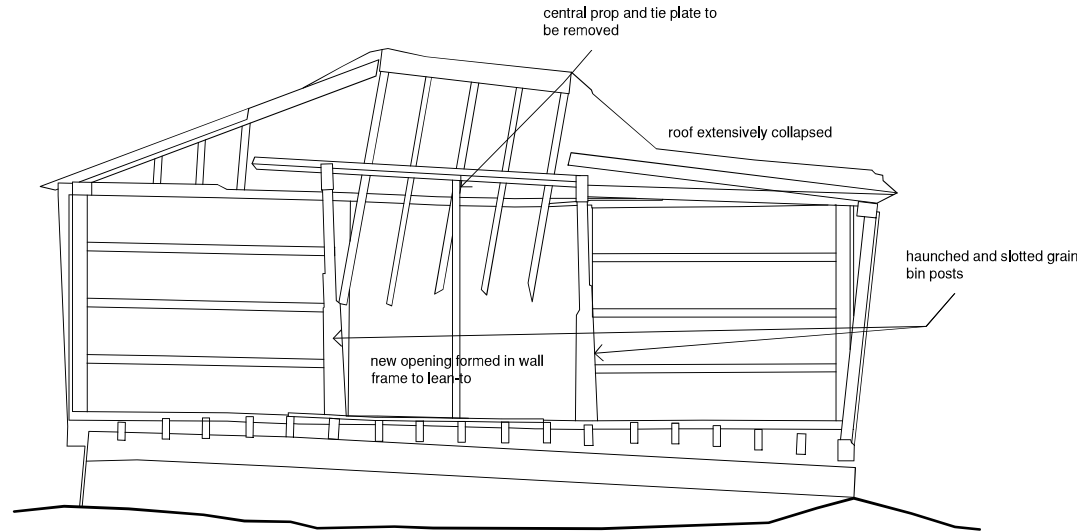 central prop and tie plate to
be removed
roof extensively collapsed
haunched and slotted grain
bin posts
new opening formed in wall
frame to lean-to